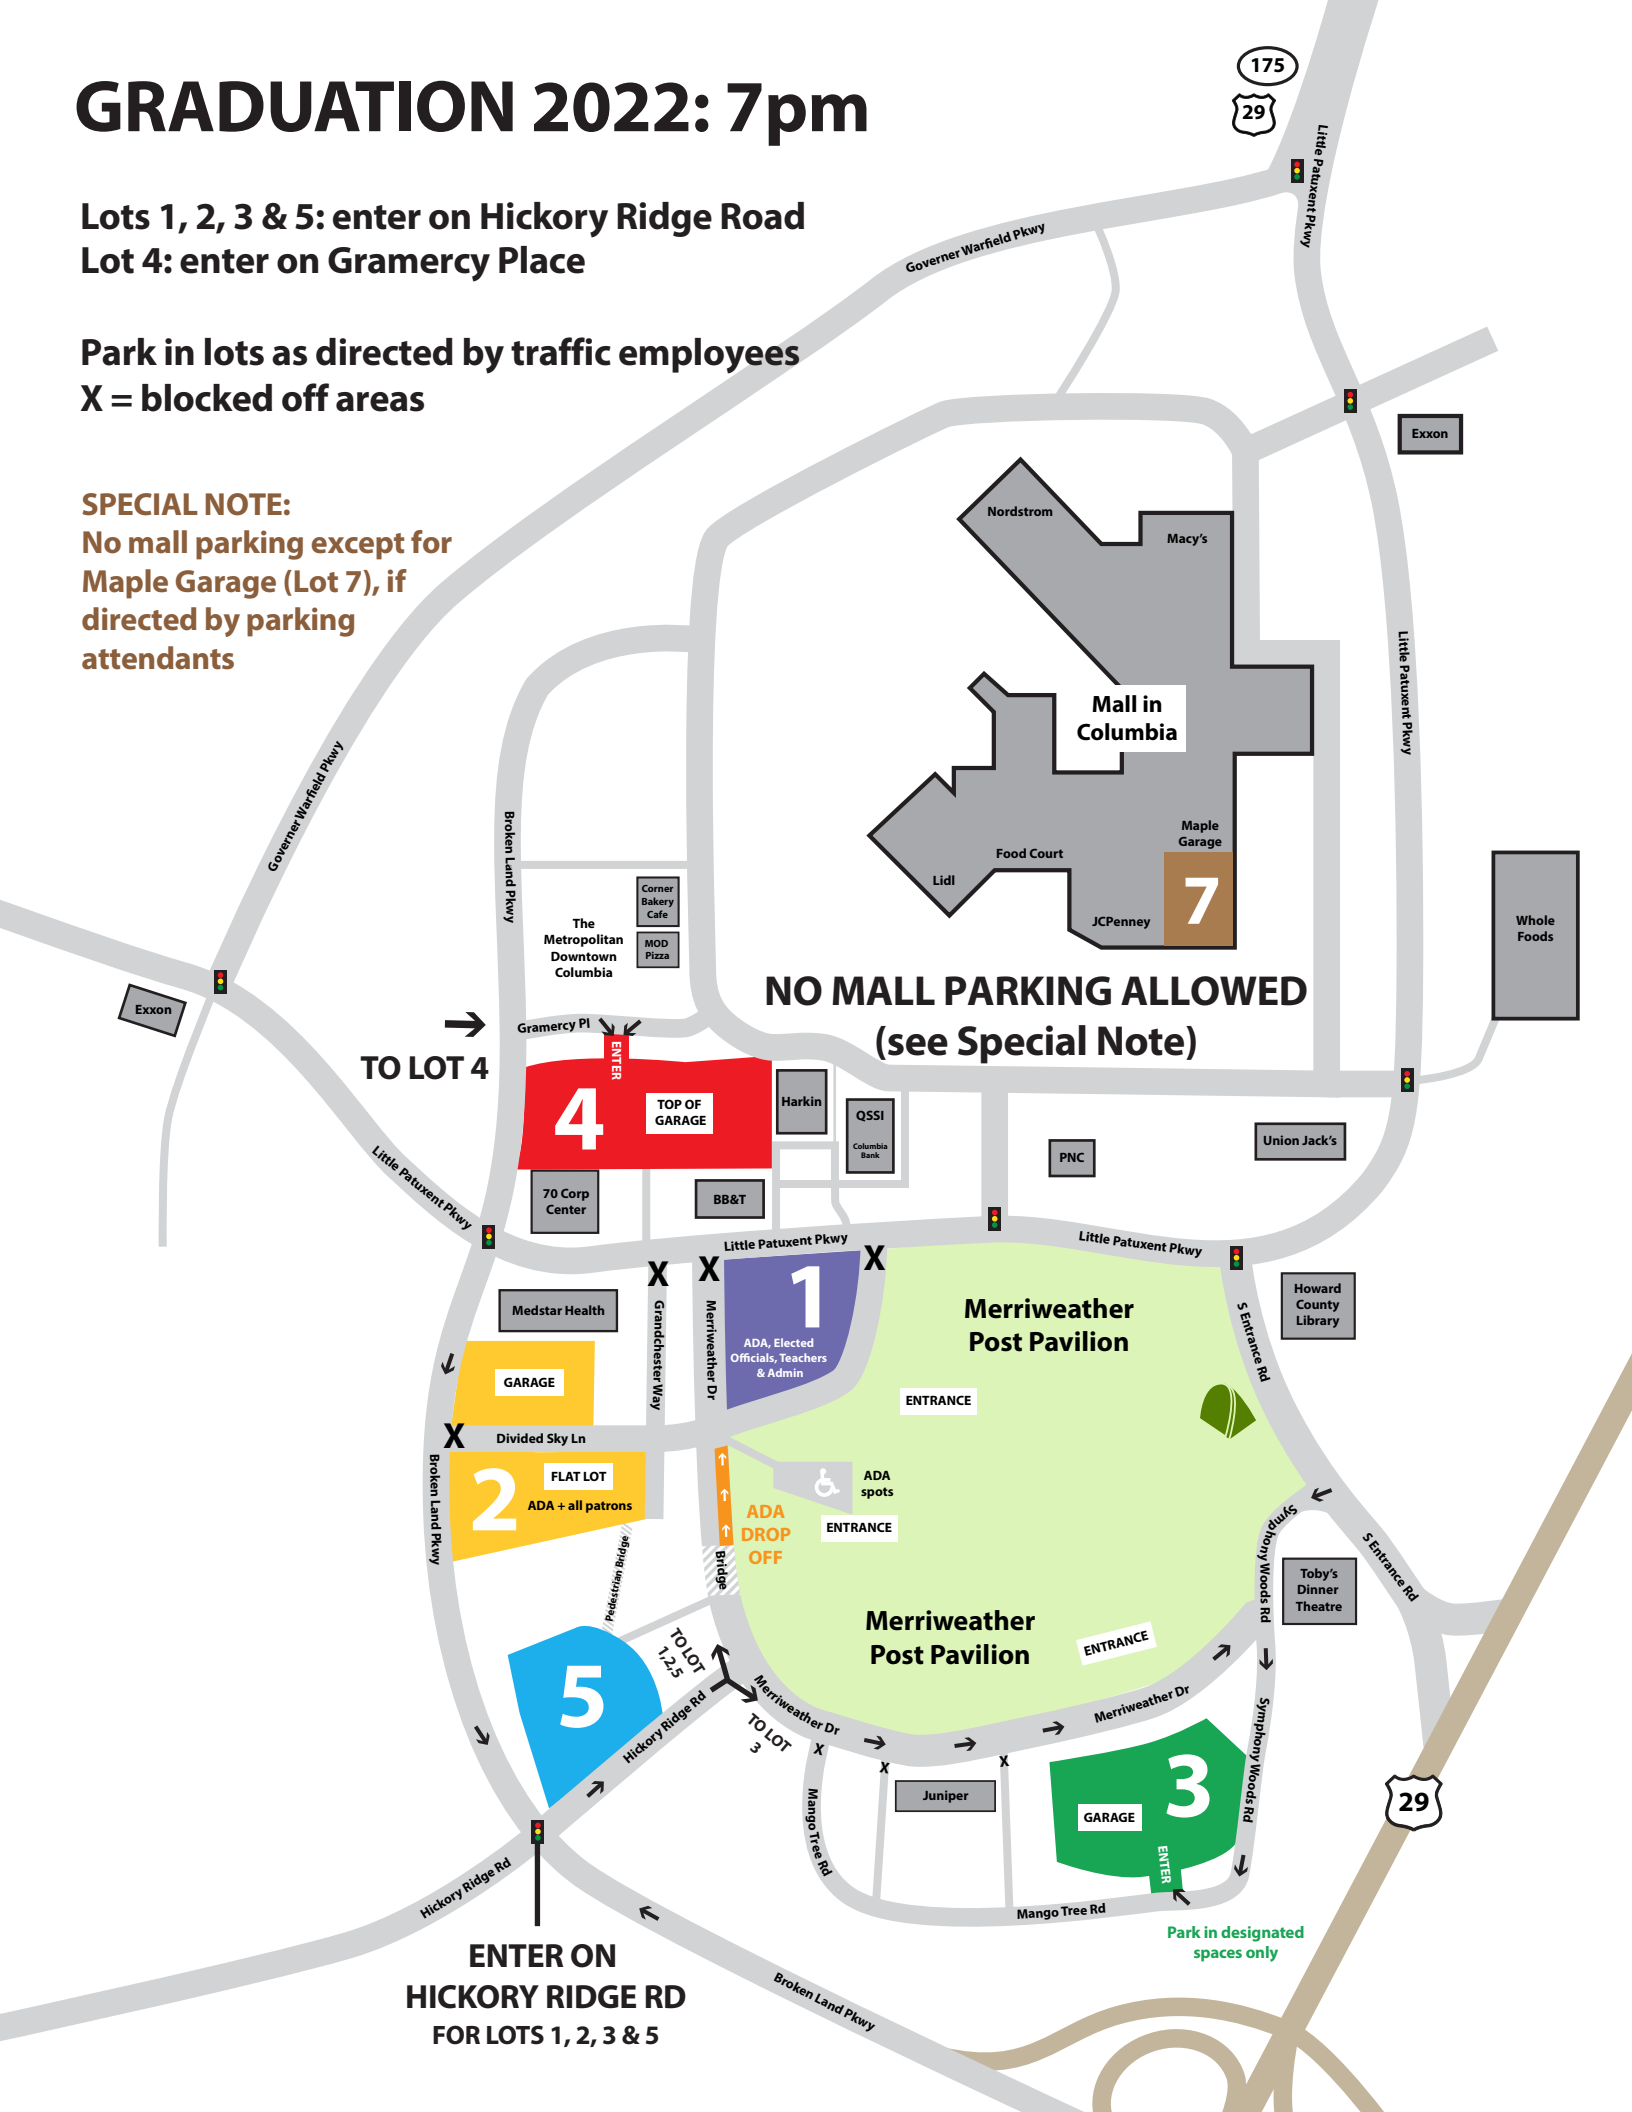 GRADUATION 2022: 7pm
Lots 1, 2, 3 & 5: enter on Hickory Ridge Road
Lot 4: enter on Gramercy Place
Park in lots as directed by traffic employees
X = blocked off areas
SPECIAL NOTE:
No mall parking except for
Maple Garage (Lot 7), if
directed by parking
attendants
175
29
Little Patuxent Pkwy
Governer Warfield Pkwy
Exxon
Nordstrom
Macy's
Mall in
Columbia
Little Patuxent Pkwy
Governer Warfield Pkwy
Broken Land Pkwy
Maple
Garage
7
Food Court
Lidl
JCPenney
Corner
Bakery
Cafe
MOD
Pizza
The
Metropolitan
Downtown
Columbia
Whole
Foods
NO MALL PARKING ALLOWED
(see Special Note)
Exxon
Gramercy Pl
TO LOT 4
ENTER
4
TOP OF
GARAGE
Harkin
QSSI
Columbia
Bank
PNC
Union Jack's
Little Patuxent Pkwy
70 Corp
Center
BB&T
Little Patuxent Pkwy
Little Patuxent Pkwy
X
X
X
1
ADA, Elected
Officials, Teachers
& Admin
Merriweather
Post Pavilion
Howard
County
Library
S Entrance Rd
Medstar Health
Grandchester Way
Merriweather Dr
GARAGE
ENTRANCE
X
Divided Sky Ln
2
FLAT LOT
ADA + all patrons
Broken Land Pkwy
ADA
spots
ADA
DROP
OFF
ENTRANCE
Bridge
Pedestrian Bridge
Symphony Woods Rd
S Entrance Rd
Toby's
Dinner
Theatre
Merriweather
Post Pavilion
ENTRANCE
5
TO LOT
1,2,5
Hickory Ridge Rd
TO LOT
3
Merriweather Dr
Merriweather Dr
X
X
X
Symphony Woods Rd
Juniper
Mango Tree Rd
3
GARAGE
ENTER
29
Mango Tree Rd
Park in designated
spaces only
Hickory Ridge Rd
ENTER ON
HICKORY RIDGE RD
FOR LOTS 1, 2, 3 & 5
Broken Land Pkwy